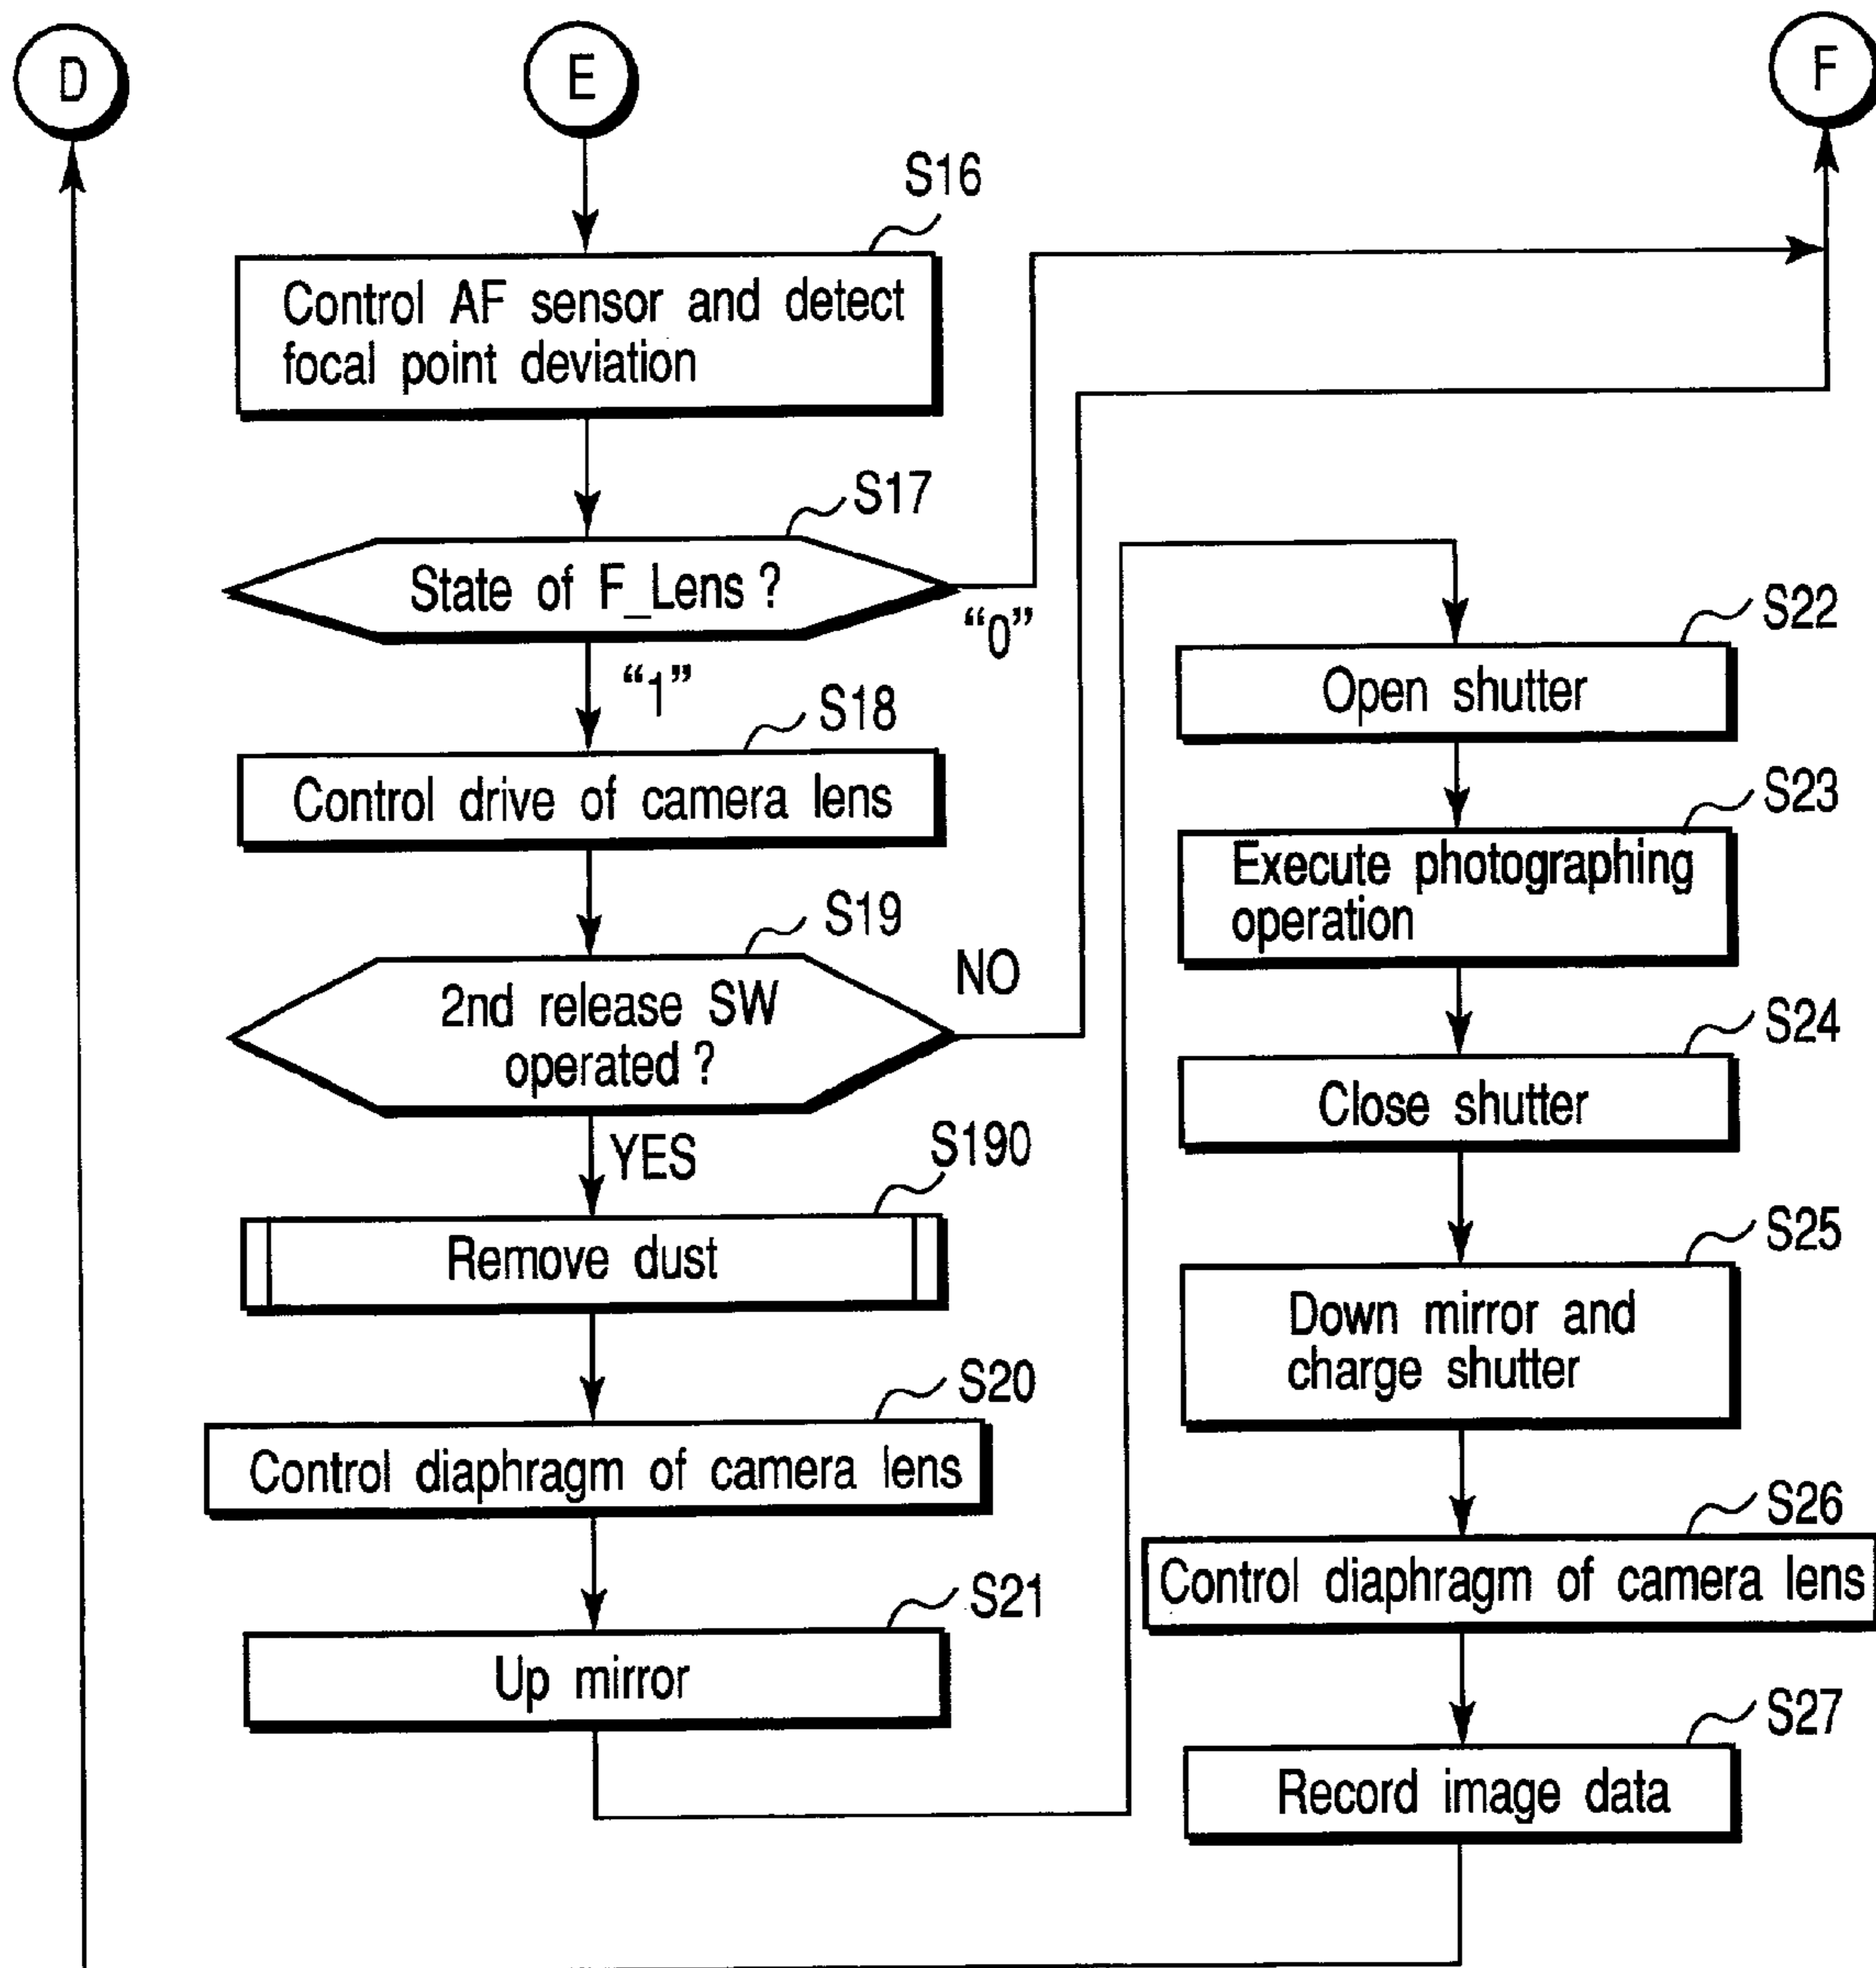 D
E
F
S16
Control AF sensor and detect
focal point deviation
S17
State of F_Lens ?
“0”
“1”
S18
Control drive of camera lens
S19
2nd release SW
operated ?
NO
YES
S190
Remove dust
S20
Control diaphragm of camera lens
S21
Up mirror
S22
Open shutter
S23
Execute photographing
operation
S24
Close shutter
S25
Down mirror and
charge shutter
S26
Control diaphragm of camera lens
S27
Record image data